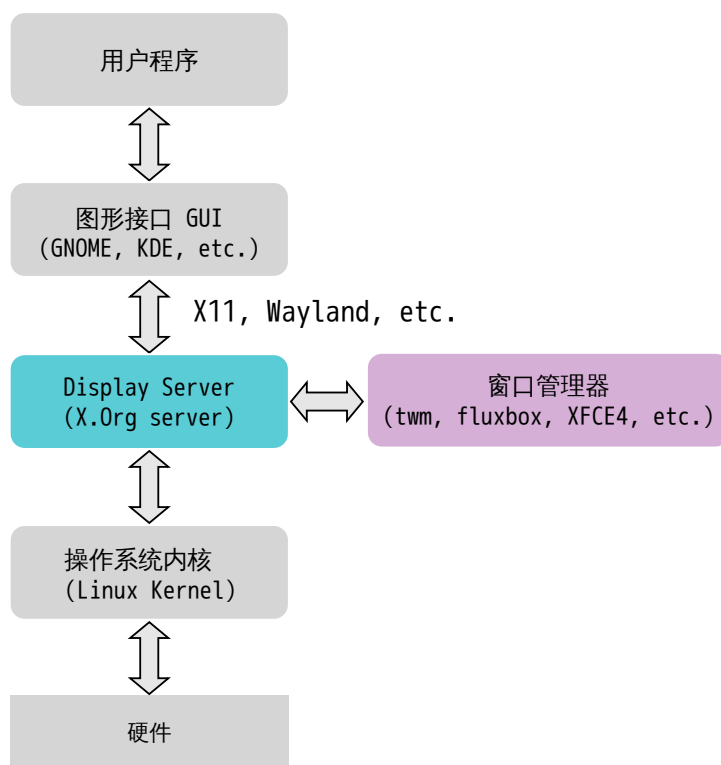 用户程序
图形接口 GUI
(GNOME, KDE, etc.)
X11, Wayland, etc.
Display Server
(X.Org server)
窗口管理器
(twm, fluxbox, XFCE4, etc.)
操作系统内核
(Linux Kernel)
硬件